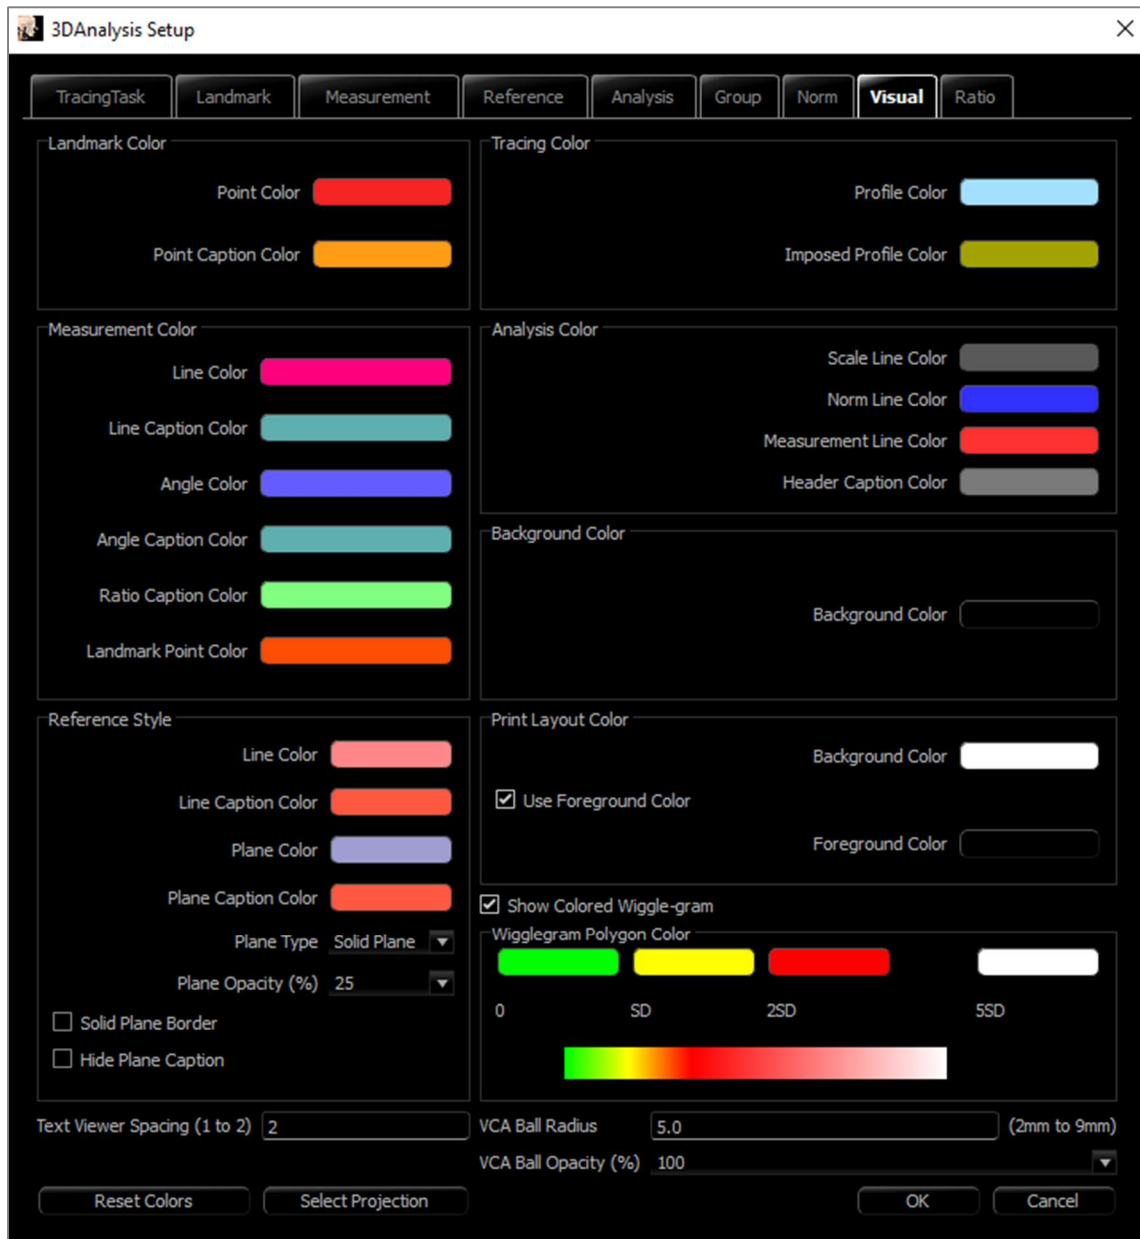 3DAnalysis Setup
TracingTask Landmark Measurement Reference Analysis Group Norm Visual Ratio
Landmark Color
Point Color
Point Caption Color
Tracing Color
Profile Color
Imposed Profile Color
Measurement Color
Line Color
Line Caption Color
Angle Color
Angle Caption Color
Ratio Caption Color
Landmark Point Color
Analysis Color
Scale Line Color
Norm Line Color
Measurement Line Color
Header Caption Color
Background Color
Background Color
Reference Style
Line Color
Line Caption Color
Plane Color
Plane Caption Color
Plane Type Solid Plane
Plane Opacity (%) 25
Solid Plane Border
Hide Plane Caption
Print Layout Color
Background Color
Use Foreground Color
Foreground Color
Show Colored Wiggle-gram
Wigglegram Polygon Color
0 SD 2SD 5SD
Text Viewer Spacing (1 to 2) 2
VCA Ball Radius 5.0 (2mm to 9mm)
VCA Ball Opacity (%) 100
Reset Colors Select Projection OK Cancel